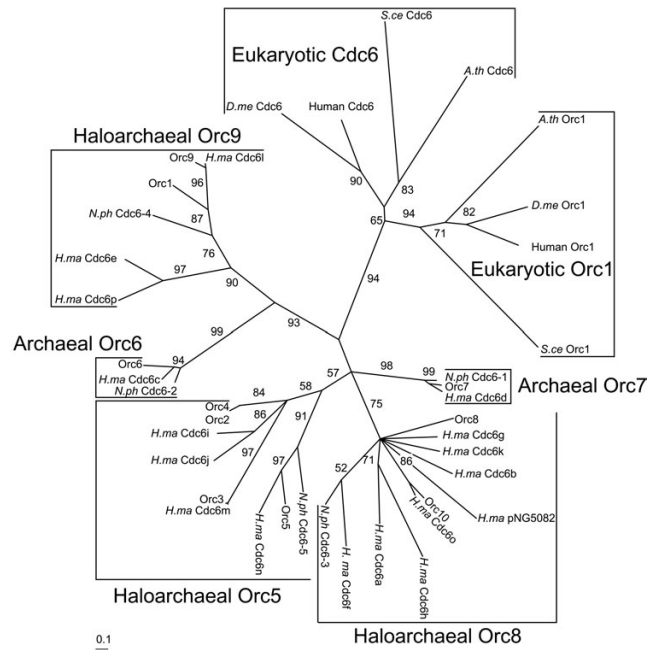 S.ce Cdc6
Eukaryotic Cdc6
A.th Cdc6
D.me Cdc6
Human Cdc6
A.th Orc1
Haloarchaeal Orc9
Orc9
H.ma Cdc6l
96
Orc1
90
83
N.ph Cdc6-4
87
82
D.me Orc1
65
94
71
Human Orc1
76
H.ma Cdc6e
97
90
Eukaryotic Orc1
94
H.ma Cdc6p
93
99
Archaeal Orc6
S.ce Orc1
Orc6
94
H.ma Cdc6c
N.ph Cdc6-2
57
98
99
N.ph Cdc6-1
Orc7
H.ma Cdc6d
Archaeal Orc7
58
84
75
Orc4
Orc2
86
91
Orc8
H.ma Cdc6i
H.ma Cdc6g
H.ma Cdc6k
H.ma Cdc6j
97
97
52
71
86
H.ma Cdc6b
Orc3
H.ma Cdc6m
Orc10
H.ma Cdc6o
H.ma pNG5082
H.ma Cdc6n
Orc5
N.ph Cdc6-5
N.ph Cdc6-3
H. ma Cdc6f
H.ma Cdc6a
H.ma Cdc6h
Haloarchaeal Orc5
Haloarchaeal Orc8
0.1